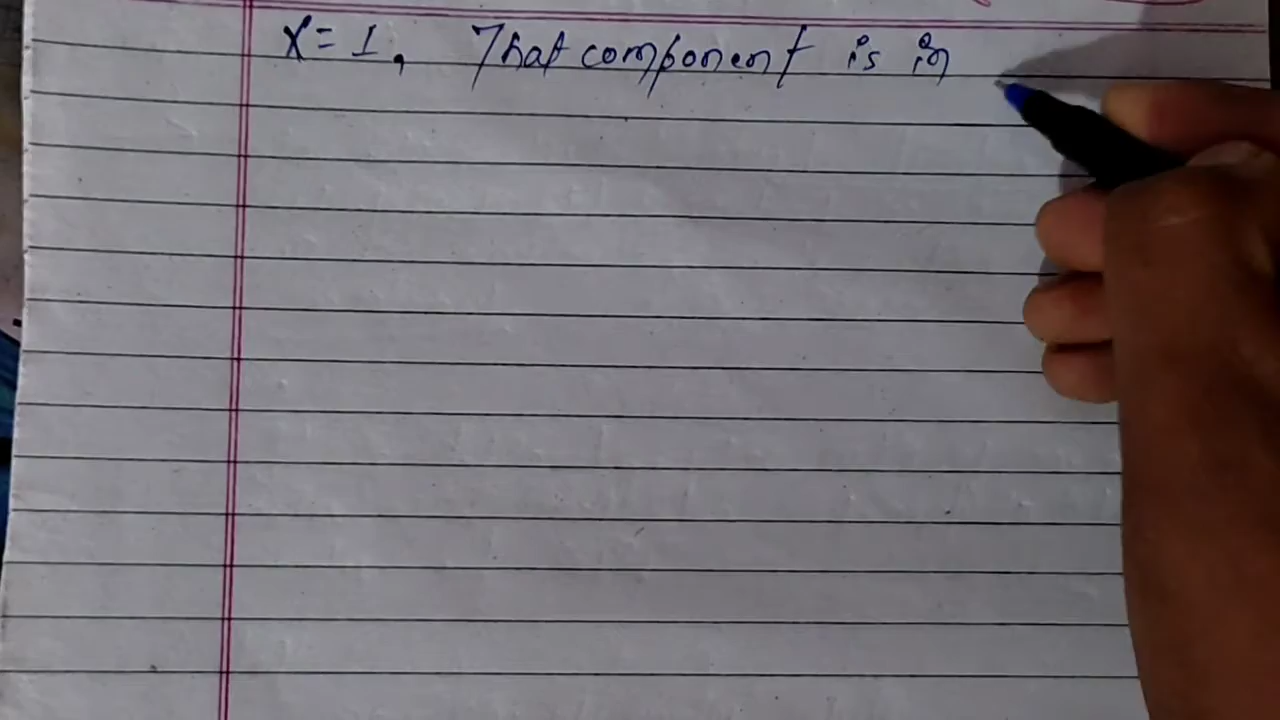 x = 1, That component is in